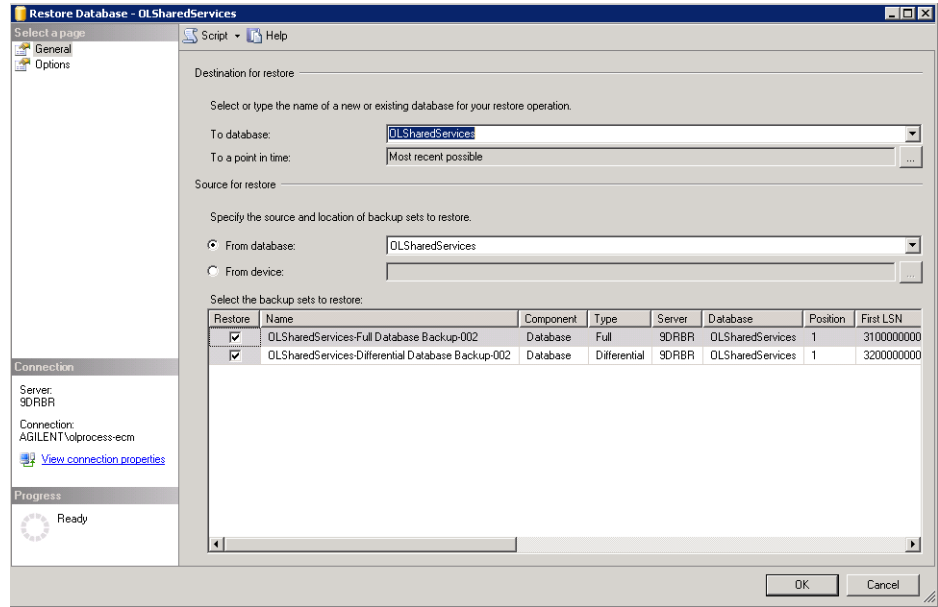 Restore Database - OLSharedServices
Select a page
General
Options
Script Help
Destination for restore
Select or type the name of a new or existing database for your restore operation.
To database: OLSharedServices
To a point in time: Most recent possible ...
Source for restore
Specify the source and location of backup sets to restore.
From database: OLSharedServices
From device: ...
Select the backup sets to restore:
Restore Name Component Type Server Database Position First LSN
OLSharedServices-Full Database Backup-002 Database Full 9DRBR OLSharedServices 1 3100000000
OLSharedServices-Differential Database Backup-002 Database Differential 9DRBR OLSharedServices 1 3200000000
Connection
Server:
9DRBR
Connection:
AGILENT\olprocess-ecm
View connection properties
Progress
Ready
OK Cancel